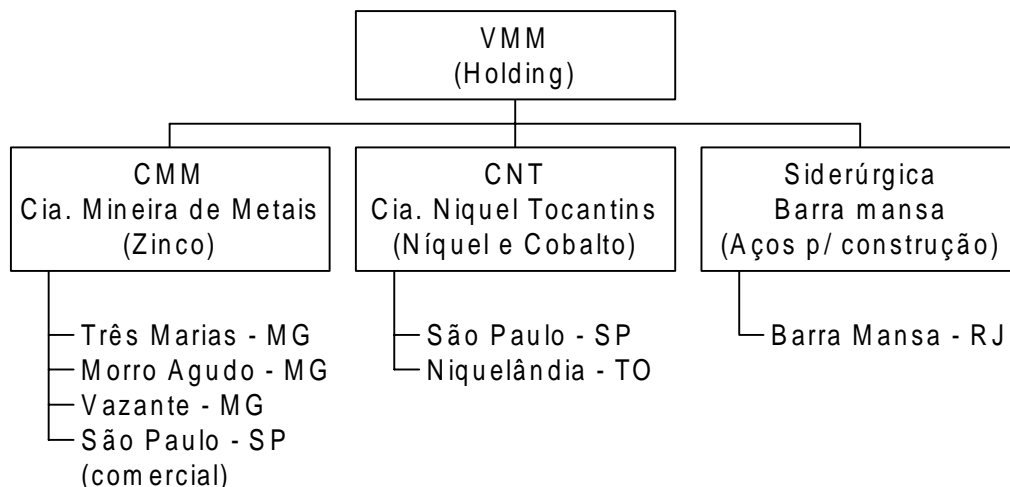 VMM
(Holding)
CMM
Cia. Mineira de Metais
(Zinco)
CNT
Cia. Niquel Tocantins
(Níquel e Cobalto)
Siderúrgica
Barra mansa
(Aços p/ construção)
Três Marias - MG
Morro Agudo - MG
Vazante - MG
São Paulo - SP
(comercial)
São Paulo - SP
Niquelândia - TO
Barra Mansa - RJ